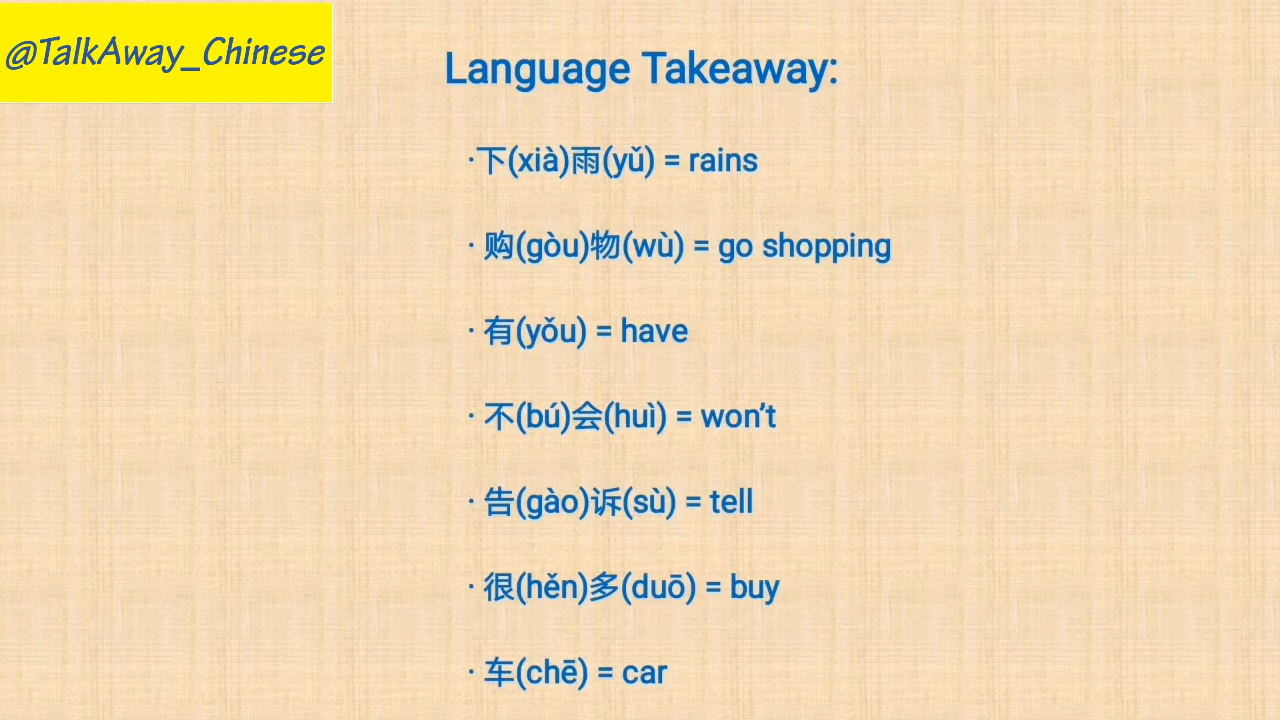 @TalkAway_Chinese
Language Takeaway:
·下(xià)雨(yǔ) = rains
· 购(gòu)物(wù) = go shopping
· 有(yǒu) = have
· 不(bú)会(huì) = won’t
· 告(gào)诉(sù) = tell
· 很(hěn)多(duō) = buy
· 车(chē) = car